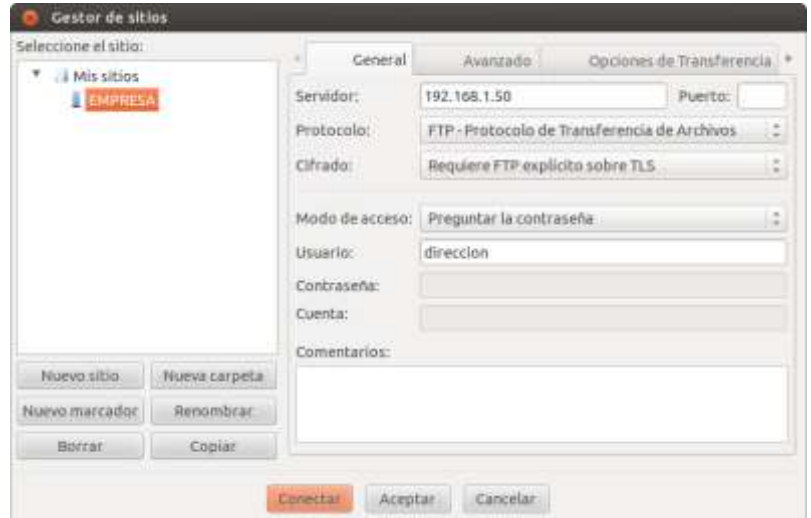 Gestor de sitios
Seleccione el sitio:
Mis sitios
EMPRESA
Nuevo sitio
Nueva carpeta
Nuevo marcador
Renombrar
Borrar
Copiar
General
Avanzado
Opciones de Transferencia
Servidor:
192.168.1.50
Puerto:
Protocolo:
FTP - Protocolo de Transferencia de Archivos
Cifrado:
Requiere FTP explícito sobre TLS
Modo de acceso:
Preguntar la contraseña
Usuario:
direccion
Contraseña:
Cuenta:
Comentarios:
Conectar
Aceptar
Cancelar